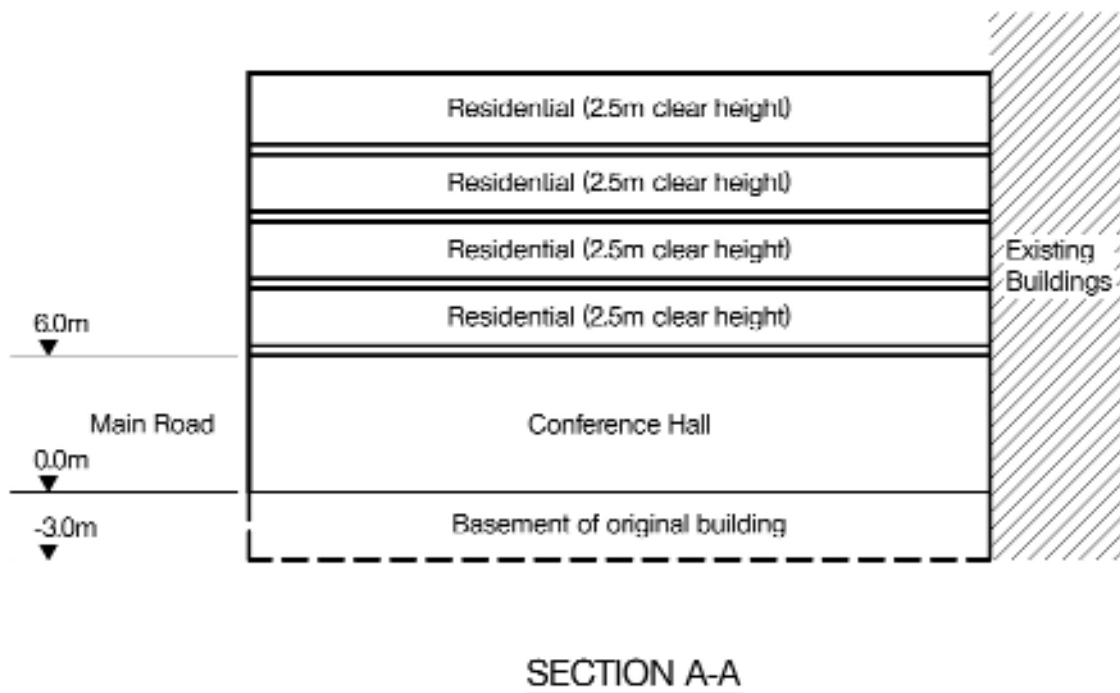 Residential (2.5m clear height)
Residential (2.5m clear height)
Residential (2.5m clear height)
Existing
Buildings
Residential (2.5m clear height)
6.0m
Main Road
Conference Hall
0.0m
-3.0m
Basement of original building
SECTION A-A